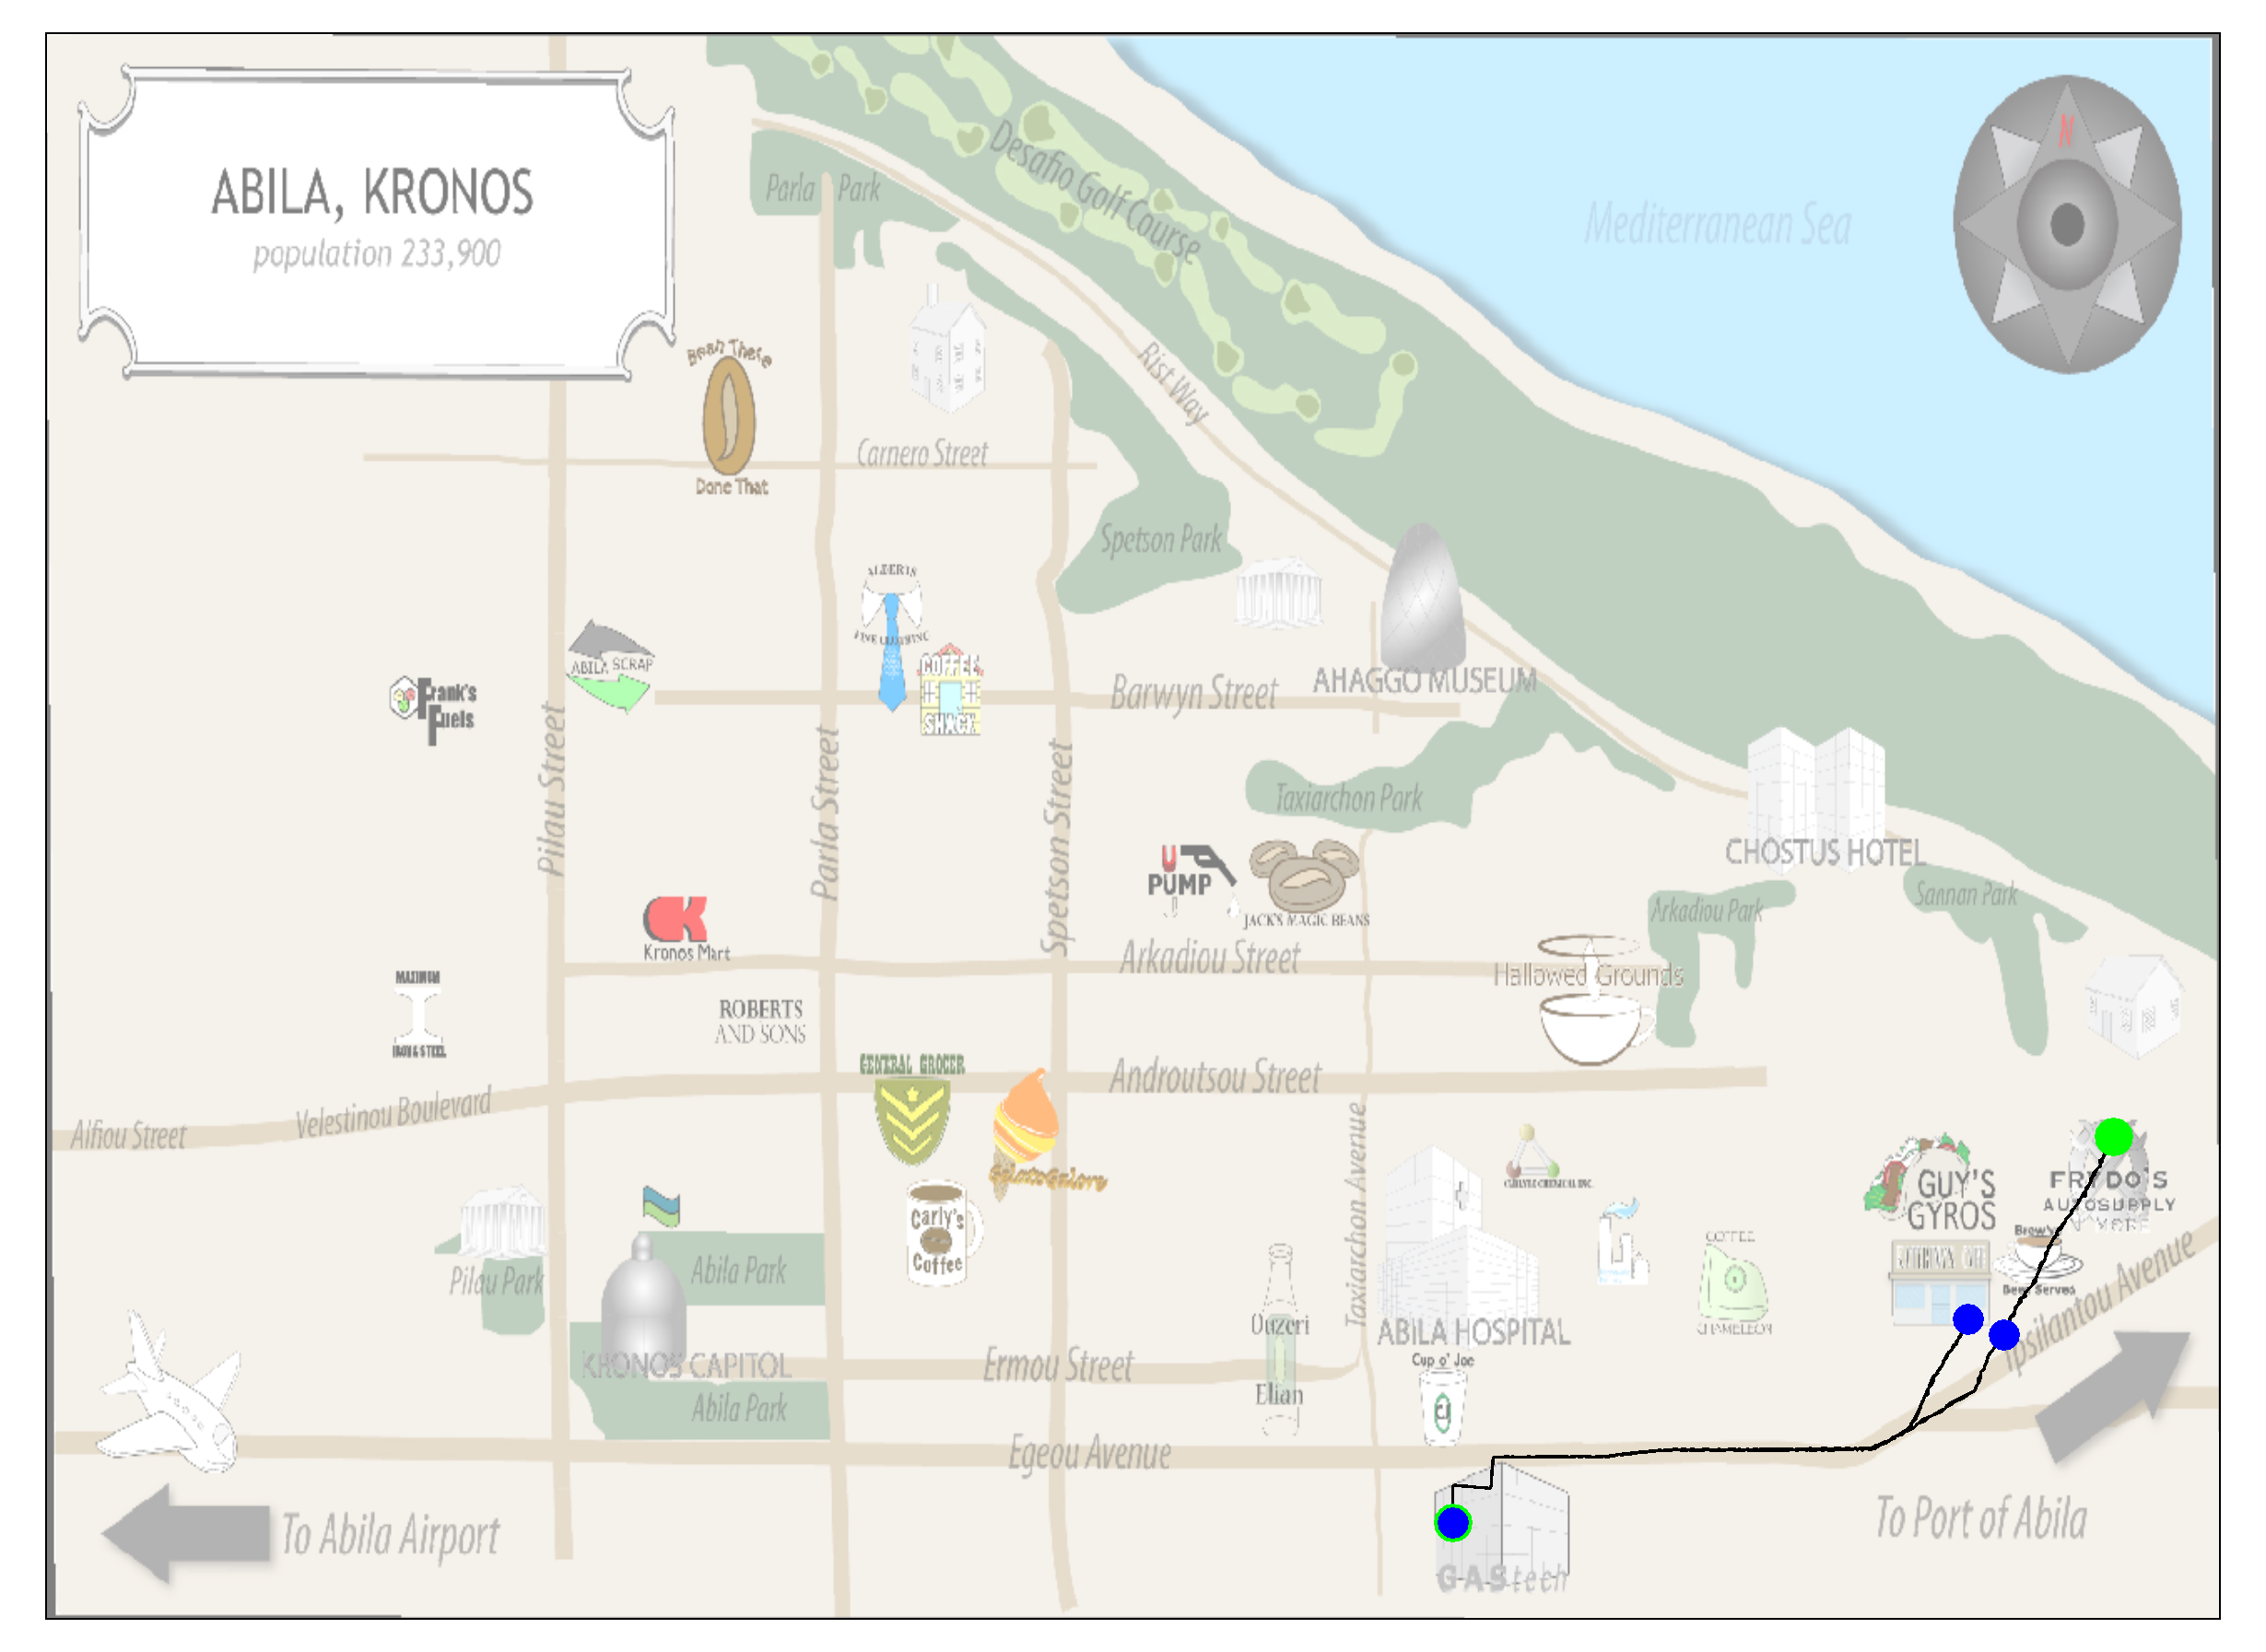 ABILA, KRONOS
population 233,900
N
Mediterranean Sea
Desafio Golf Course
Parla Park
Rist Way
Bean There
Done That
Carnero Street
Spetson Park
ALBERTS
FINE CLOTHING
ABILA SCRAP
Frank's
Fuels
COFFEE
SHACK
Barwyn Street
AHAGGO MUSEUM
Pilau Street
Parla Street
Spetson Street
Taxiarchon Park
CHOSTUS HOTEL
U
PUMP
JACK'S MAGIC BEANS
Arkadiou Park
Sannan Park
Kronos Mart
Arkadiou Street
Hallowed Grounds
MAXIMUM
IRON & STEEL
ROBERTS
AND SONS
GENERAL GROCER
Androutsou Street
Alfiou Street
Velestinou Boulevard
GelatoGalore
Taxiarchon Avenue
CARLYLE CHEMICAL INC.
GUY'S
GYROS
FRYDO'S
AUTOSUPPLY
N' MORE
Carly's
Coffee
Pilau Park
Abila Park
COFFEE
CHAMELEON
Brew've
Been Served
Ipsilantou Avenue
Ouzeri
Elian
ABILA HOSPITAL
KRONOS CAPITOL
Ermou Street
Cup o' Joe
CJ
Abila Park
Egeou Avenue
To Abila Airport
To Port of Abila
GAStech